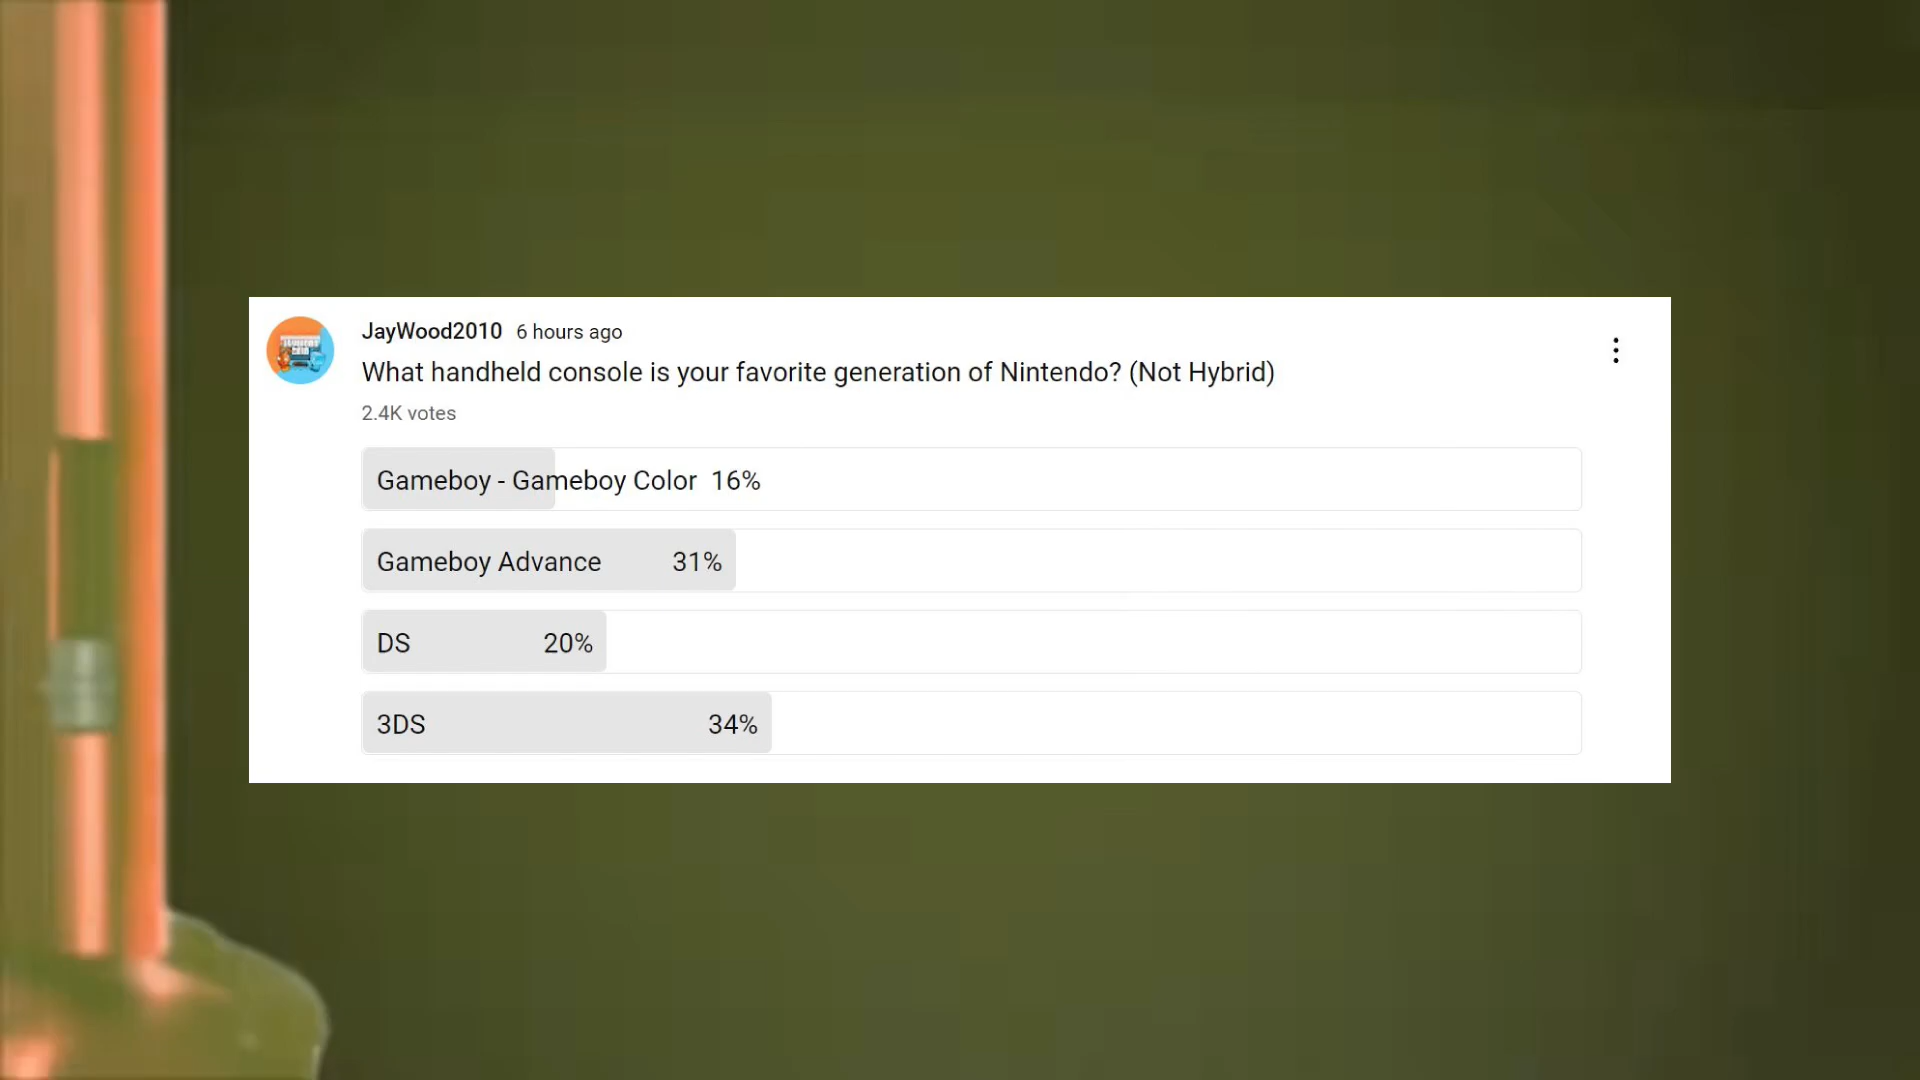 JayWood2010 6 hours ago
What handheld console is your favorite generation of Nintendo? (Not Hybrid)
2.4K votes
Gameboy - Gameboy Color 16%
Gameboy Advance 31%
DS 20%
3DS 34%